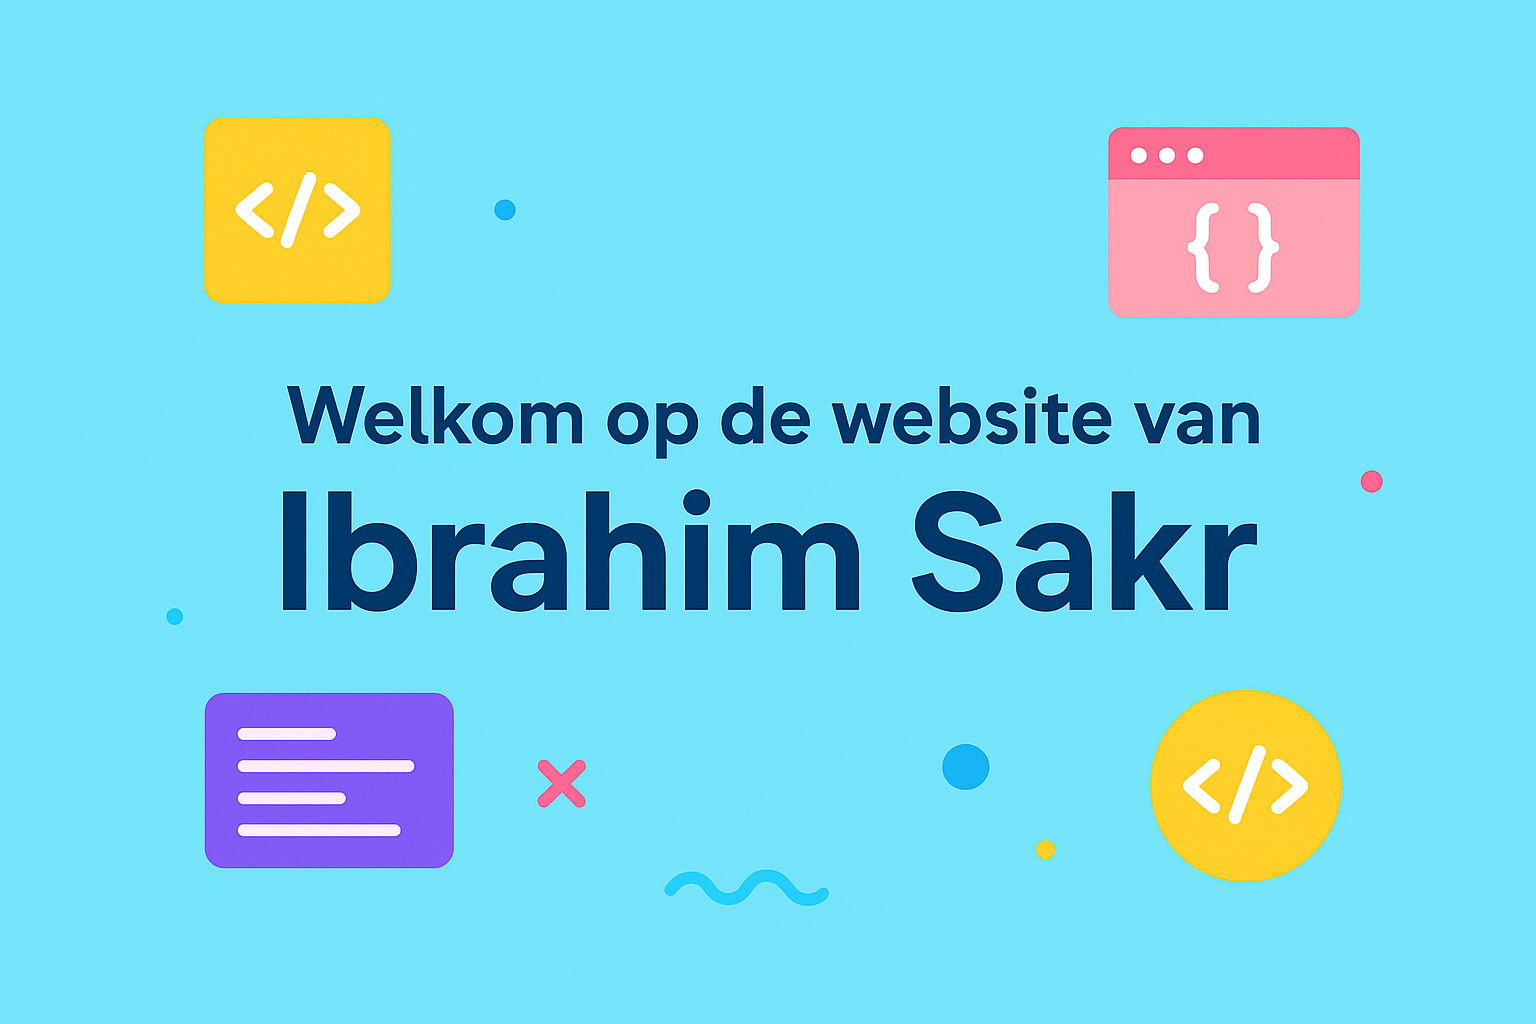 </>
{ }
Welkom op de website van
Ibrahim Sakr
</>